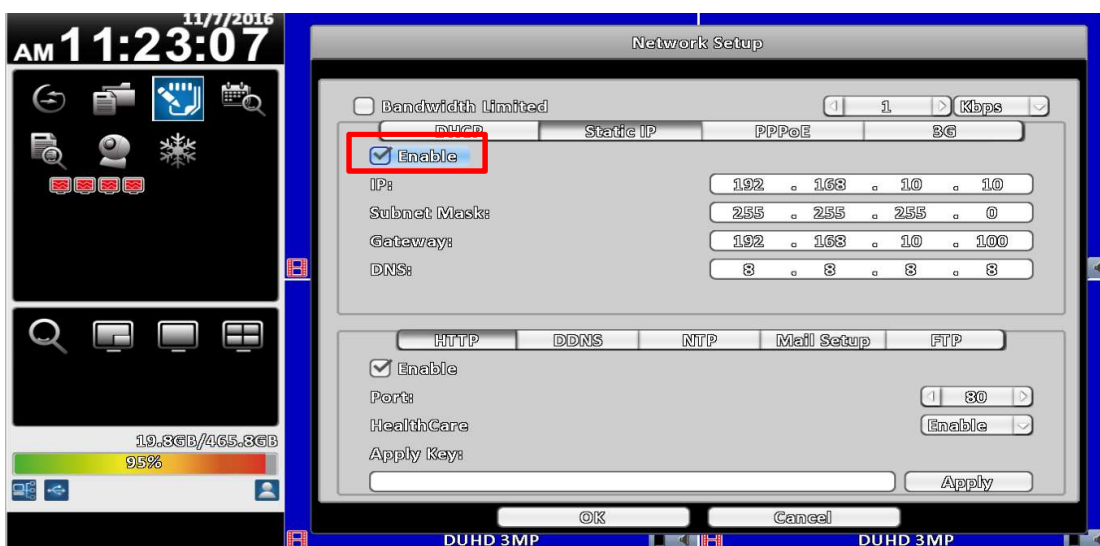 11/7/2016
AM 11:23:07
19.8GB/465.8GB
95%
Network Setup
Bandwidth Limited 1 Kbps
DHCP Static IP PPPoE 3G
Enable
IP: 192 . 168 . 10 . 10
Subnet Mask: 255 . 255 . 255 . 0
Gateway: 192 . 168 . 10 . 100
DNS: 8 . 8 . 8 . 8
HTTP DDNS NTP Mail Setup FTP
Enable
Port: 80
HealthCare Enable
Apply Key:
Apply
OK Cancel
DUHD 3MP DUHD 3MP